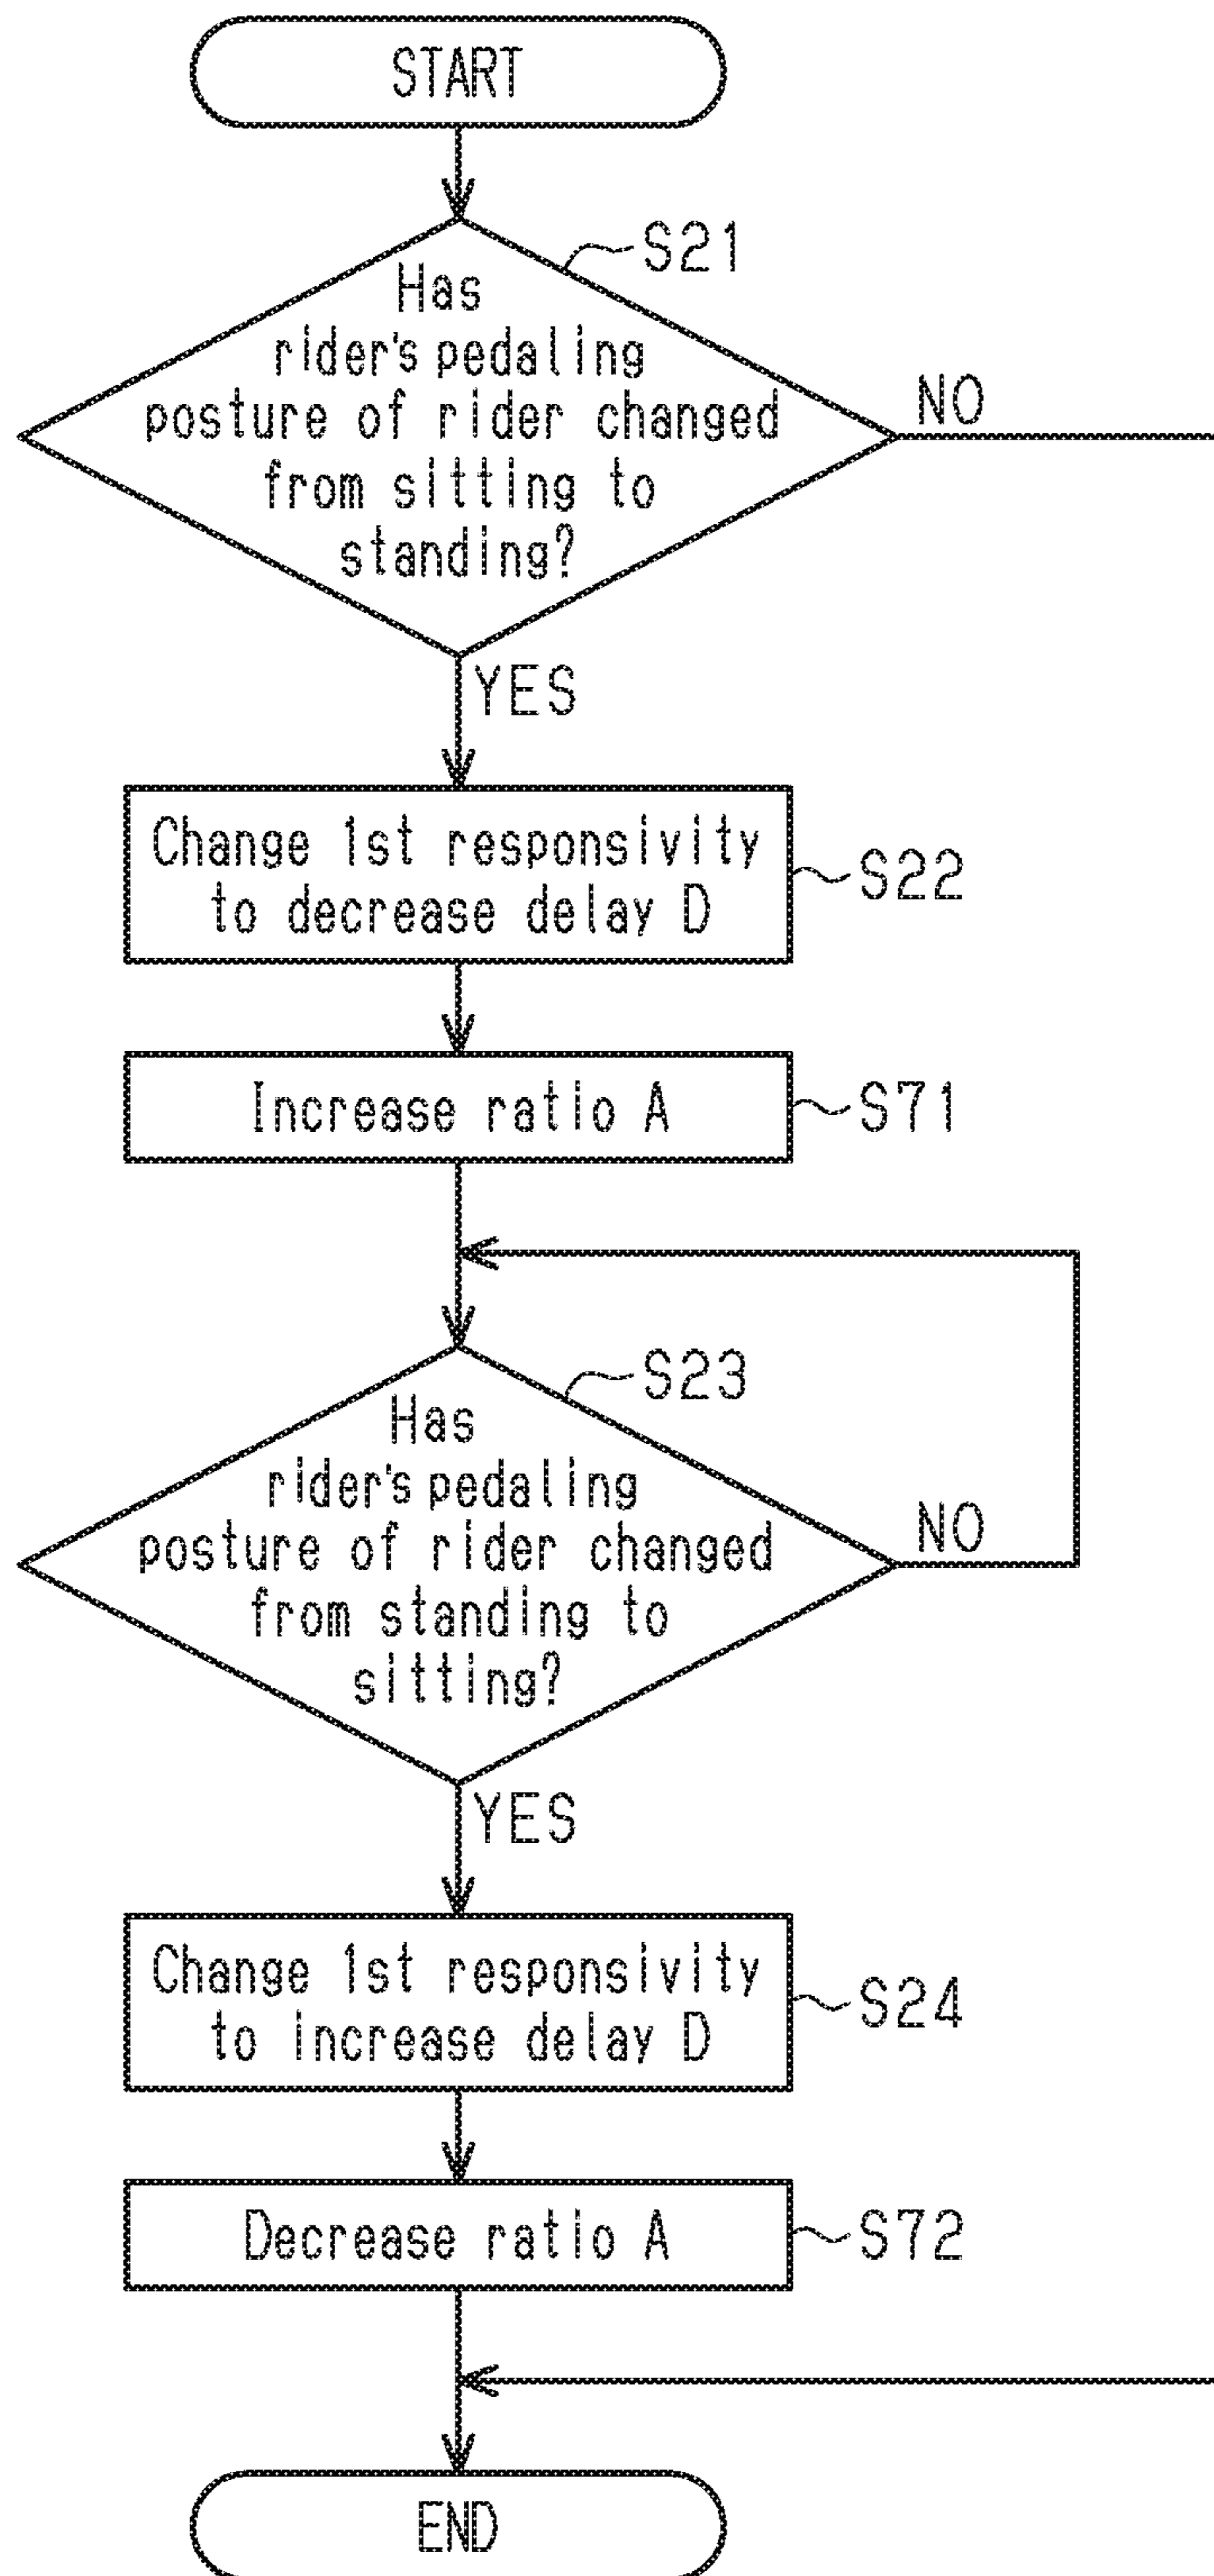 START
S21
Has
rider's pedaling
posture of rider changed
from sitting to
standing?
NO
YES
Change 1st responsivity
to decrease delay D
S22
Increase ratio A
S71
S23
Has
rider's pedaling
posture of rider changed
from standing to
sitting?
NO
YES
Change 1st responsivity
to increase delay D
S24
Decrease ratio A
S72
END